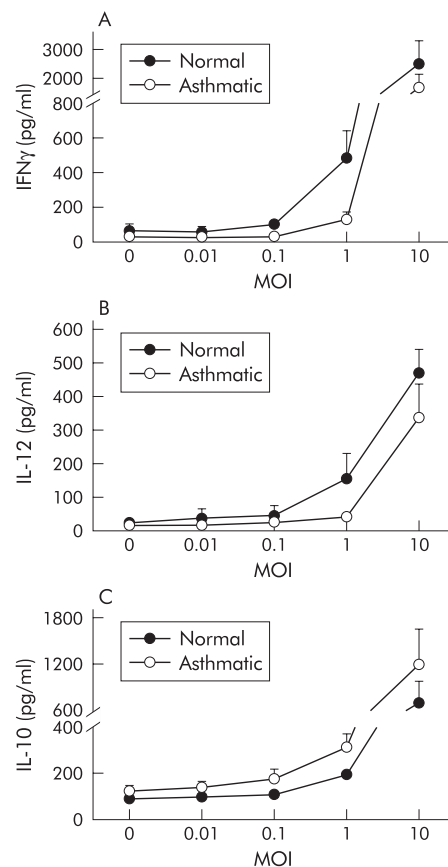 A
3000
2000
800
600
400
200
0
IFNγ (pg/ml)
Normal
Asthmatic
0 0.01 0.1 1 10
MOI
B
600
500
400
300
200
100
0
IL-12 (pg/ml)
Normal
Asthmatic
0 0.01 0.1 1 10
MOI
C
1800
1200
600
400
200
0
IL-10 (pg/ml)
Normal
Asthmatic
0 0.01 0.1 1 10
MOI